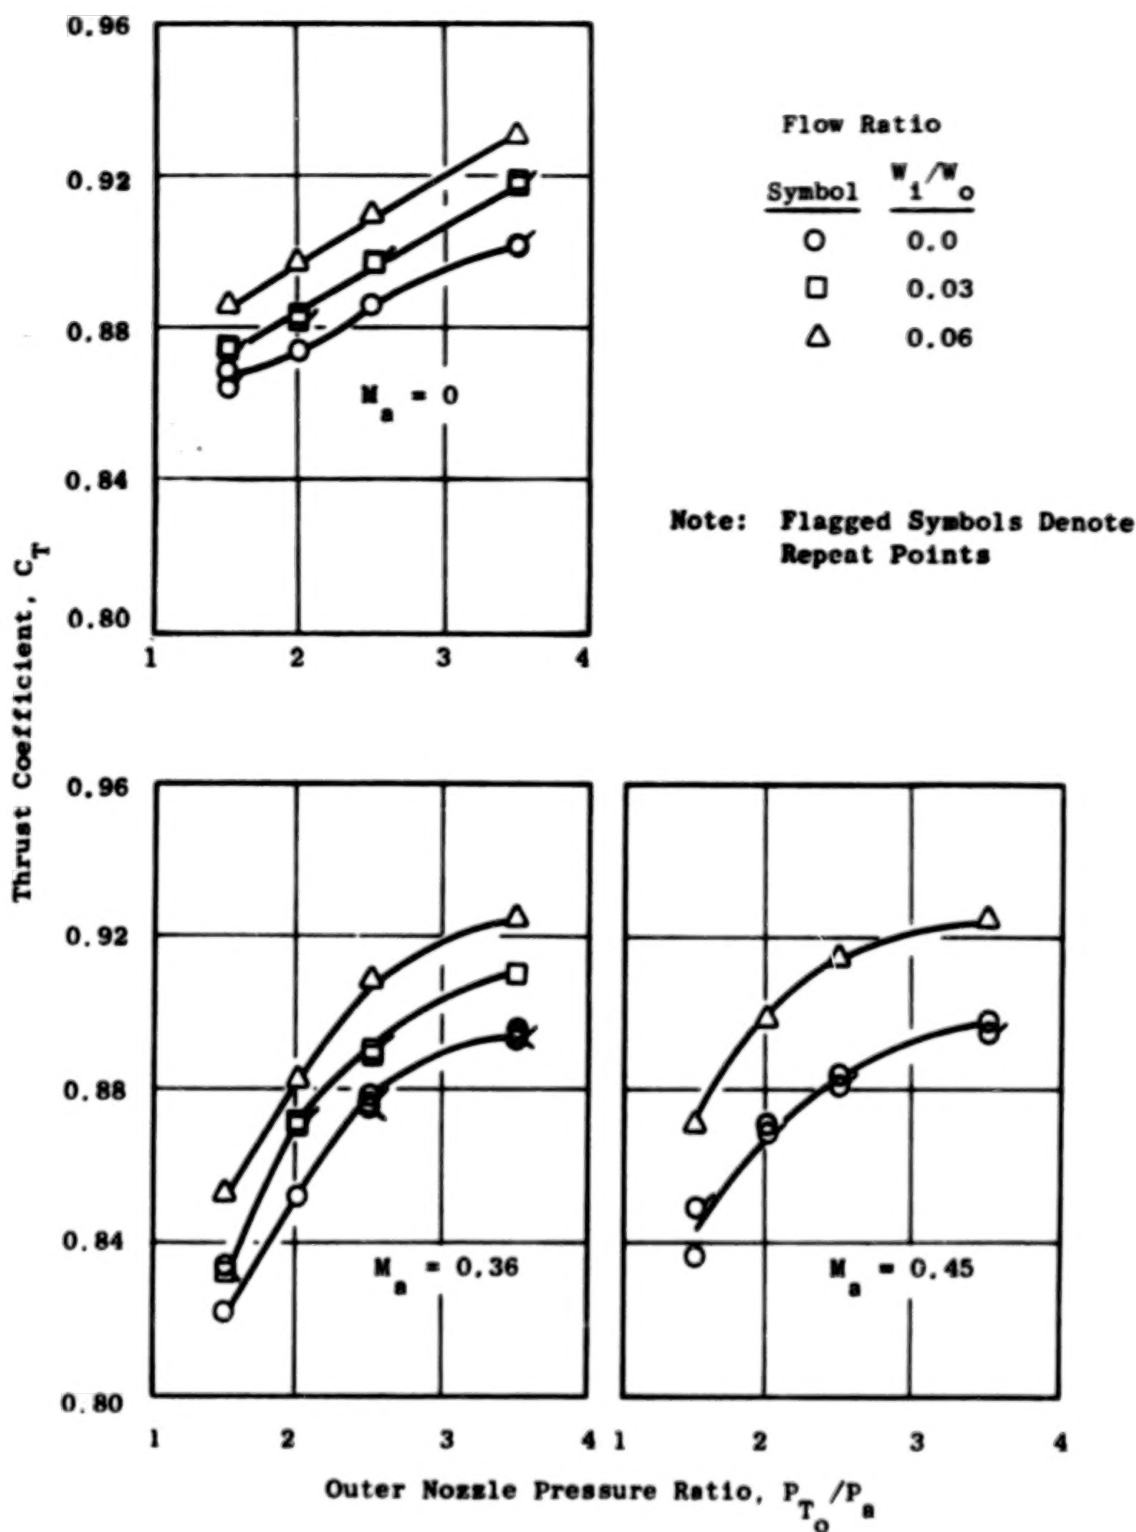 0.96
0.92
0.88
0.84
0.80
1 2 3 4
M_a = 0
Flow Ratio
Symbol W_i/W_o
0.0
0.03
0.06
Note: Flagged Symbols Denote
Repeat Points
Thrust Coefficient, C_T
0.96
0.92
0.88
0.84
0.80
M_a = 0.36
M_a = 0.45
1 2 3 4 1 2 3 4
Outer Nozzle Pressure Ratio, P_T_o/P_a